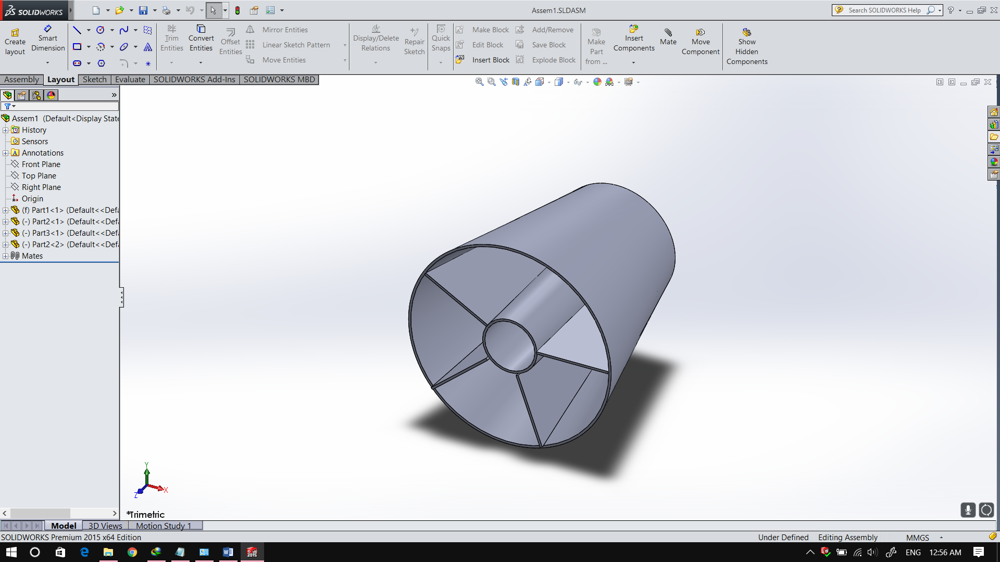 SOLIDWORKS
Assem1.SLDASM
Search SOLIDWORKS Help
Create layout
Smart Dimension
Trim Entities
Convert Entities
Offset Entities
Mirror Entities
Linear Sketch Pattern
Move Entities
Display/Delete Relations
Repair Sketch
Quick Snaps
Make Block
Edit Block
Insert Block
Add/Remove
Save Block
Explode Block
Make Part from ...
Insert Components
Mate
Move Component
Show Hidden Components
Assembly
Layout
Sketch
Evaluate
SOLIDWORKS Add-Ins
SOLIDWORKS MBD
Assem1 (Default<Display State
History
Sensors
Annotations
Front Plane
Top Plane
Right Plane
Origin
(f) Part1<1> (Default<<Defa
(-) Part2<1> (Default<<Def
(-) Part3<1> (Default<<Def
(-) Part2<2> (Default<<Def
Mates
Y
X
Z
*Trimetric
Model
3D Views
Motion Study 1
SOLIDWORKS Premium 2015 x64 Edition
Under Defined
Editing Assembly
MMGS
ENG
12:56 AM